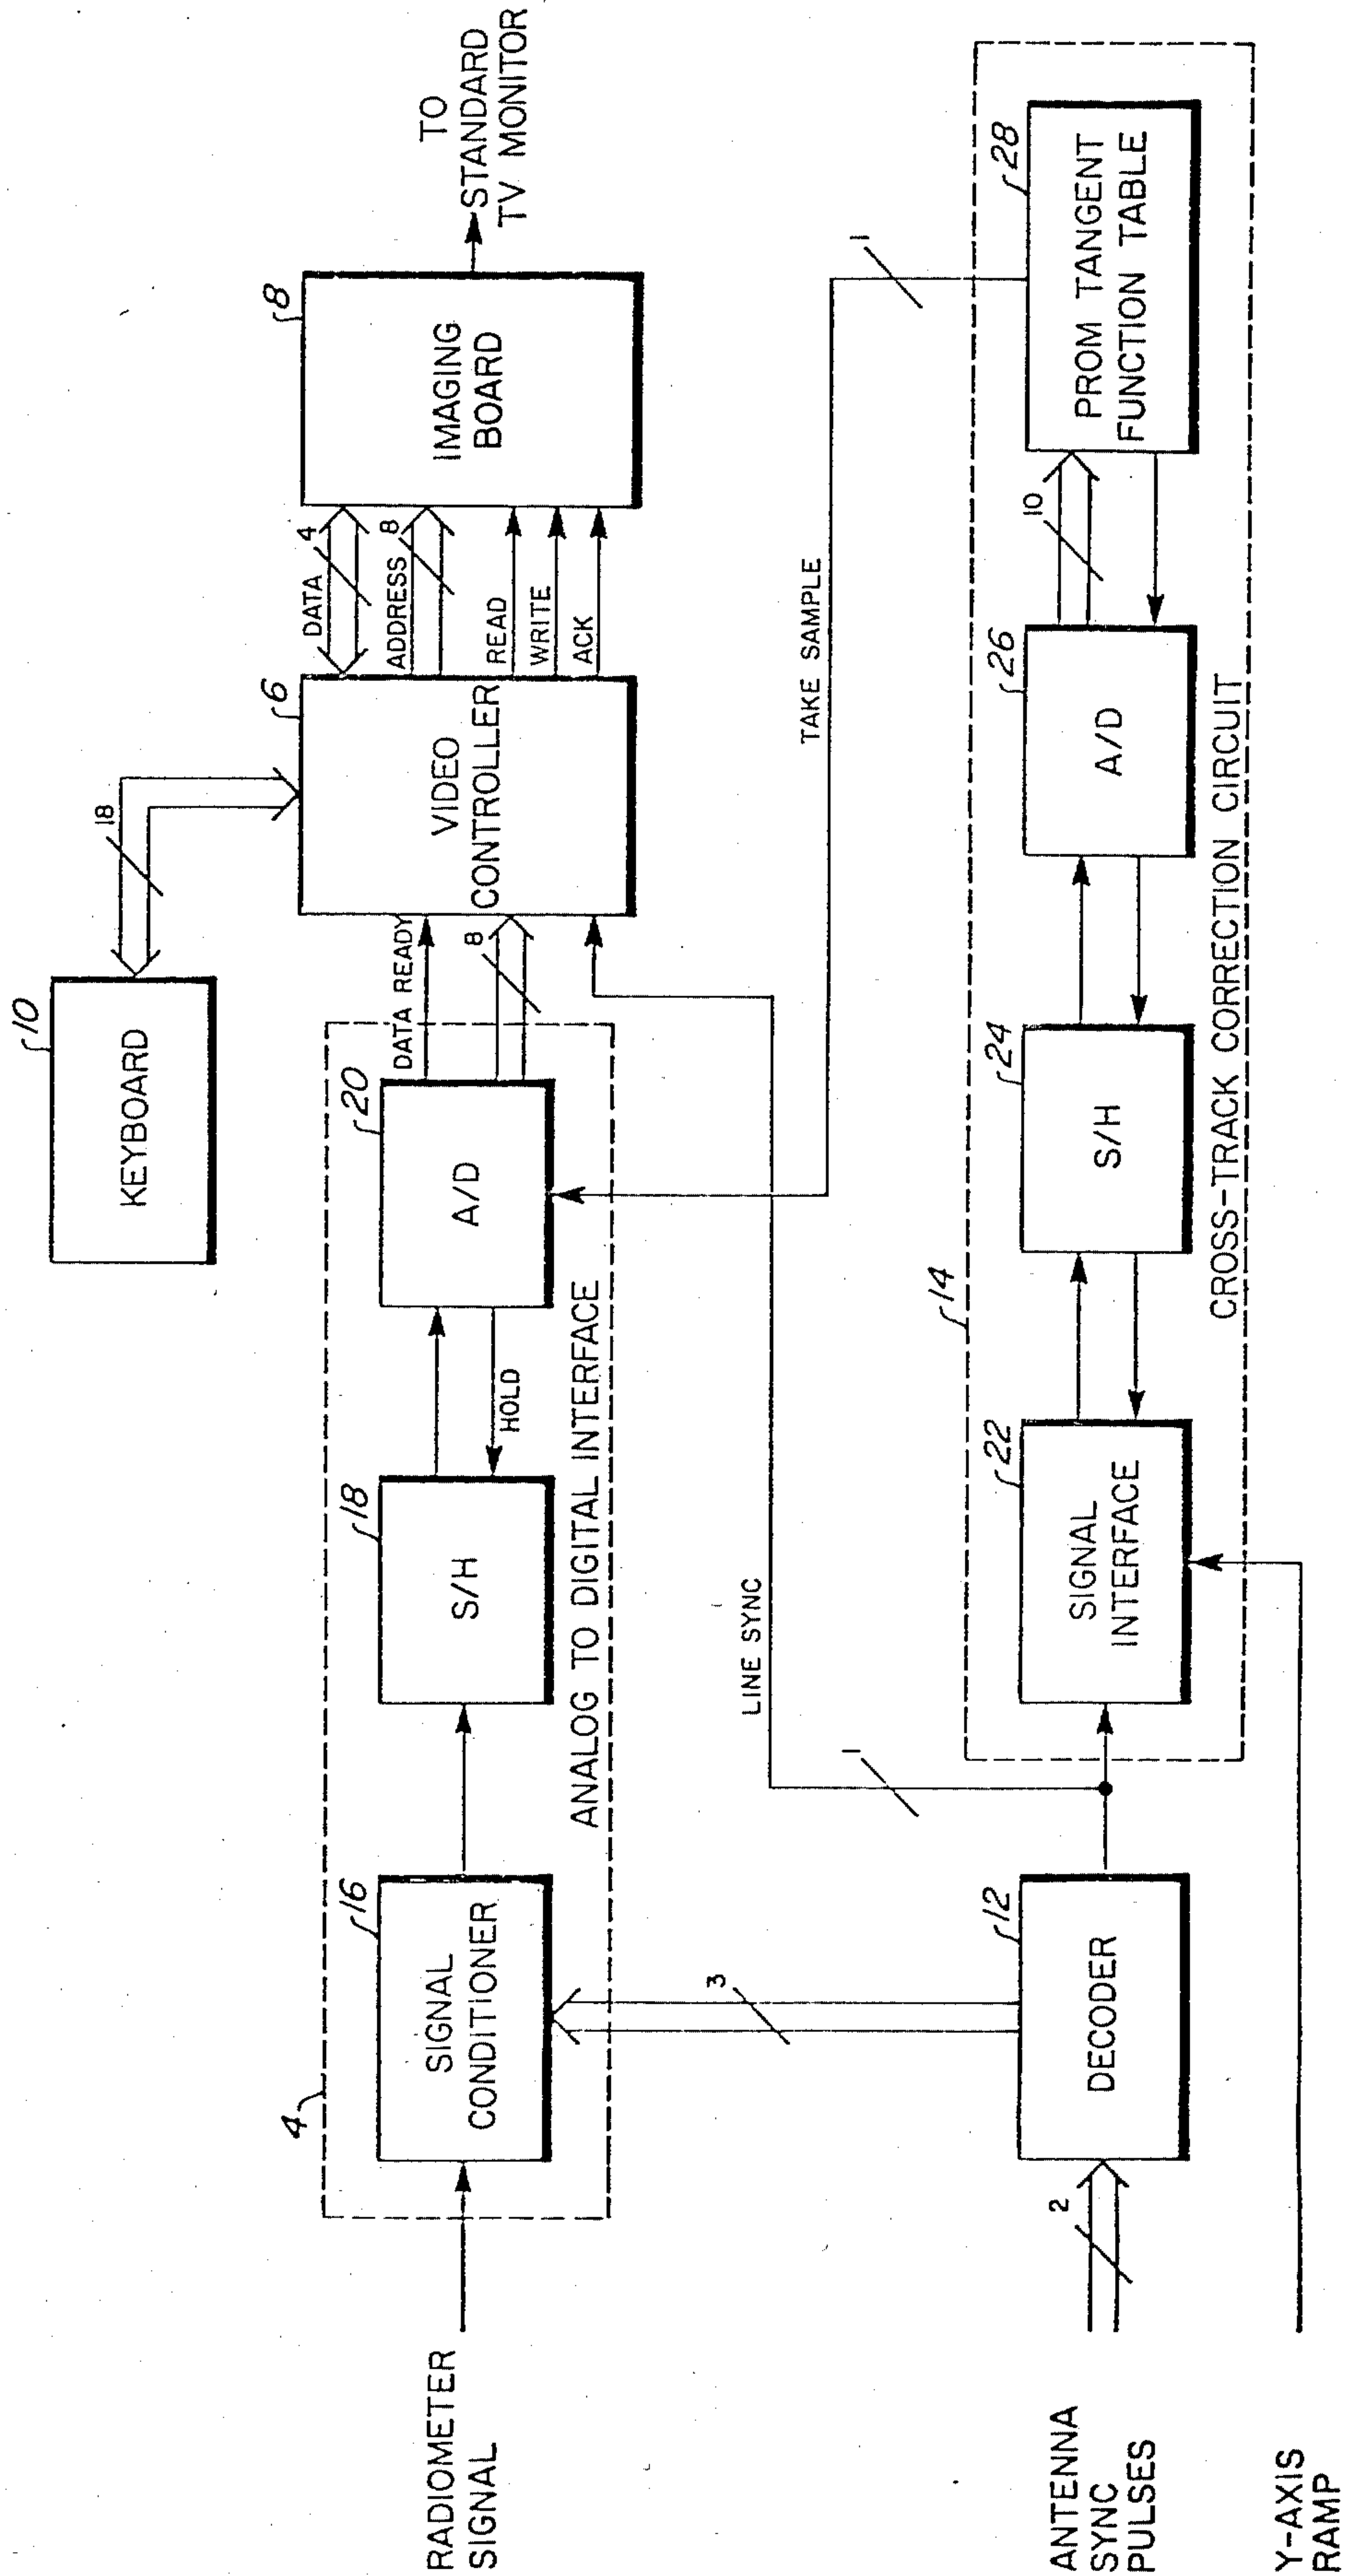 10
KEYBOARD
18
4
RADIOMETER
SIGNAL
16
SIGNAL
CONDITIONER
18
S/H
HOLD
20
A/D
ANALOG TO DIGITAL INTERFACE
DATA READY
8
6
VIDEO
CONTROLLER
DATA
4
ADDRESS
8
READ
WRITE
ACK
8
IMAGING
BOARD
TO
STANDARD
TV MONITOR
3
LINE SYNC
1
TAKE SAMPLE
1
ANTENNA
SYNC
PULSES
2
12
DECODER
14
22
SIGNAL
INTERFACE
24
S/H
26
A/D
10
28
PROM TANGENT
FUNCTION TABLE
CROSS-TRACK CORRECTION CIRCUIT
Y-AXIS
RAMP